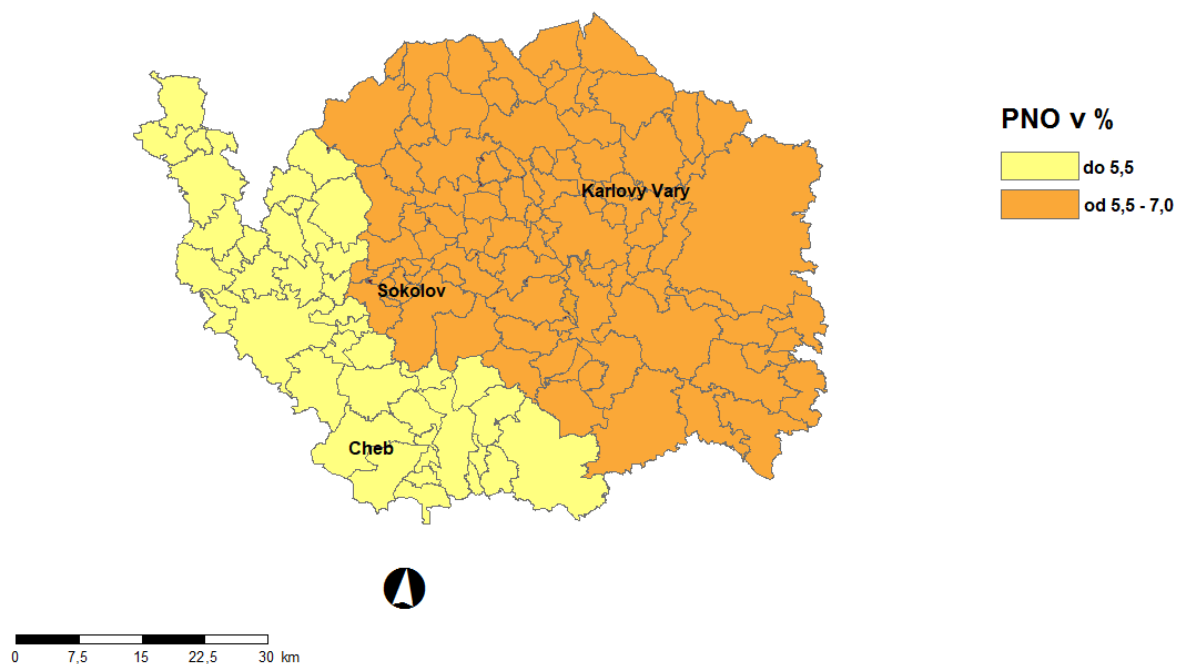 PNO v %
do 5,5
od 5,5 - 7,0
Karlovy Vary
Sokolov
Cheb
0 7,5 15 22,5 30 km